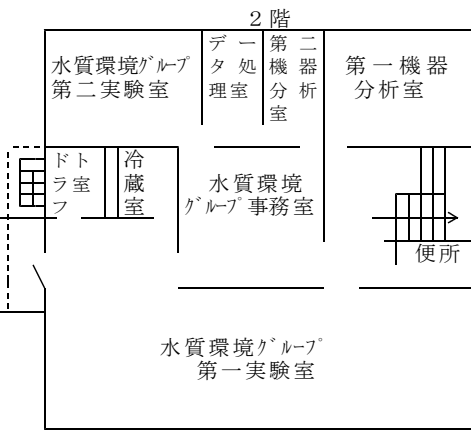 ２階
水質環境ｸﾞﾙｰﾌﾟ
第二実験室
データ処理室
第二機器分析室
第一機器
分析室
ドラフト室
冷蔵室
水質環境
ｸﾞﾙｰﾌﾟ事務室
便所
水質環境ｸﾞﾙｰﾌﾟ
第一実験室